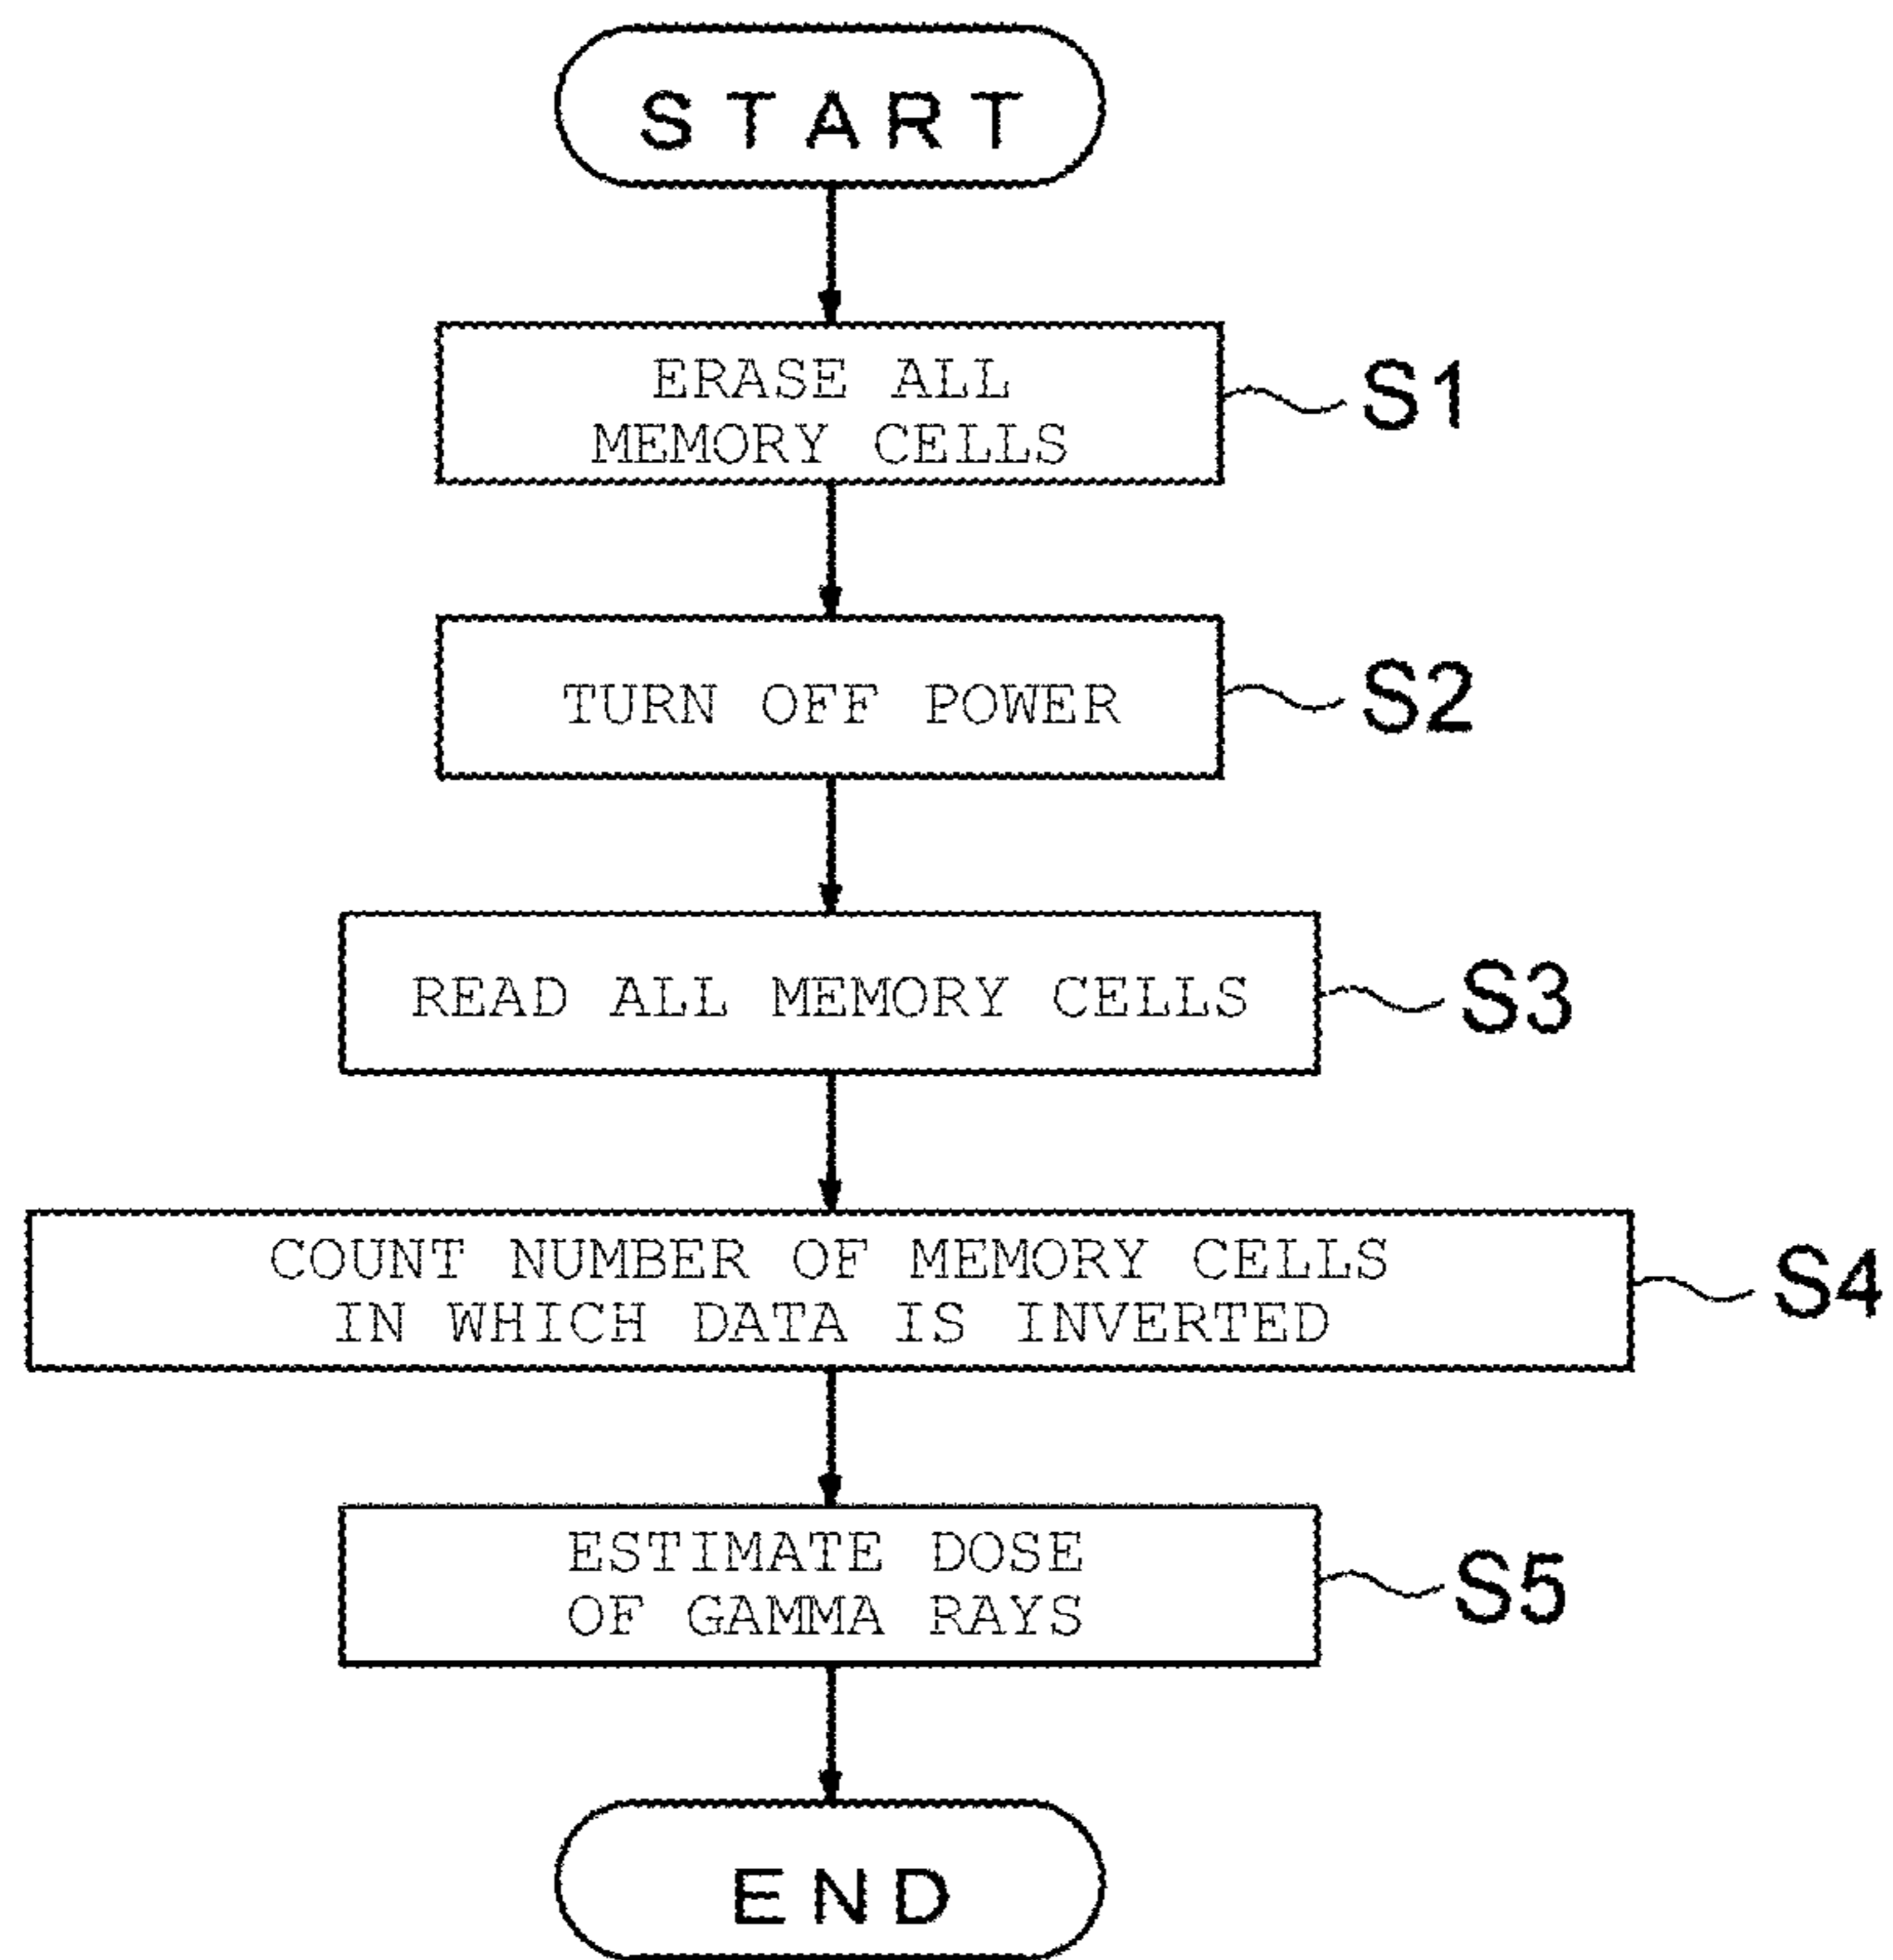 START
ERASE ALL
MEMORY CELLS
S1
TURN OFF POWER
S2
READ ALL MEMORY CELLS
S3
COUNT NUMBER OF MEMORY CELLS
IN WHICH DATA IS INVERTED
S4
ESTIMATE DOSE
OF GAMMA RAYS
S5
END